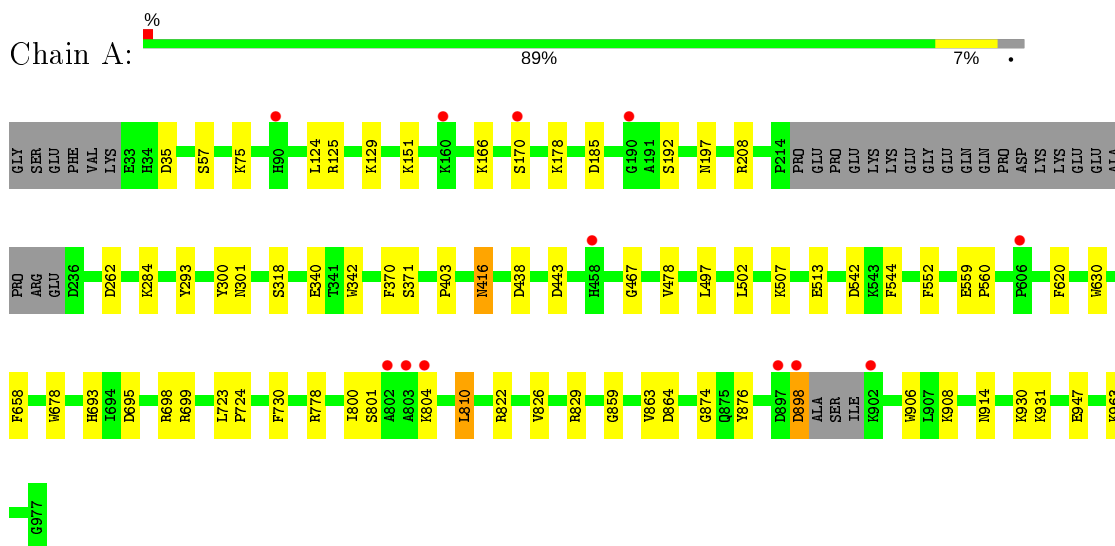 %
Chain A:
89% 7% •
GLY SER GLU PHE VAL LYS E33 H34 D35 S57 K75 H90 L124 R125 K129 K151 K160 K166 S170 K178 D185 G190 A191 S192 N197 R208 P214 PRO GLU PRO GLU LYS LYS GLU GLY GLU GLN GLN PRO ASP LYS LYS GLU GLU ALA
PRO ARG GLU D236 D262 K284 Y293 Y300 N301 S318 E340 T341 W342 F370 S371 P403 N416 D438 D443 H458 G467 V478 L497 L502 K507 E513 D542 K543 F544 F552 E559 P560 P606 F620 W630
F658 W678 H693 I694 D695 R698 R699 L723 P724 F730 R778 I800 S801 A802 A803 K804 L810 R822 V826 R829 G859 V863 D864 G874 Q875 Y876 D897 D898 ALA SER ILE K902 W906 L907 K908 N914 K930 K931 E947
G977